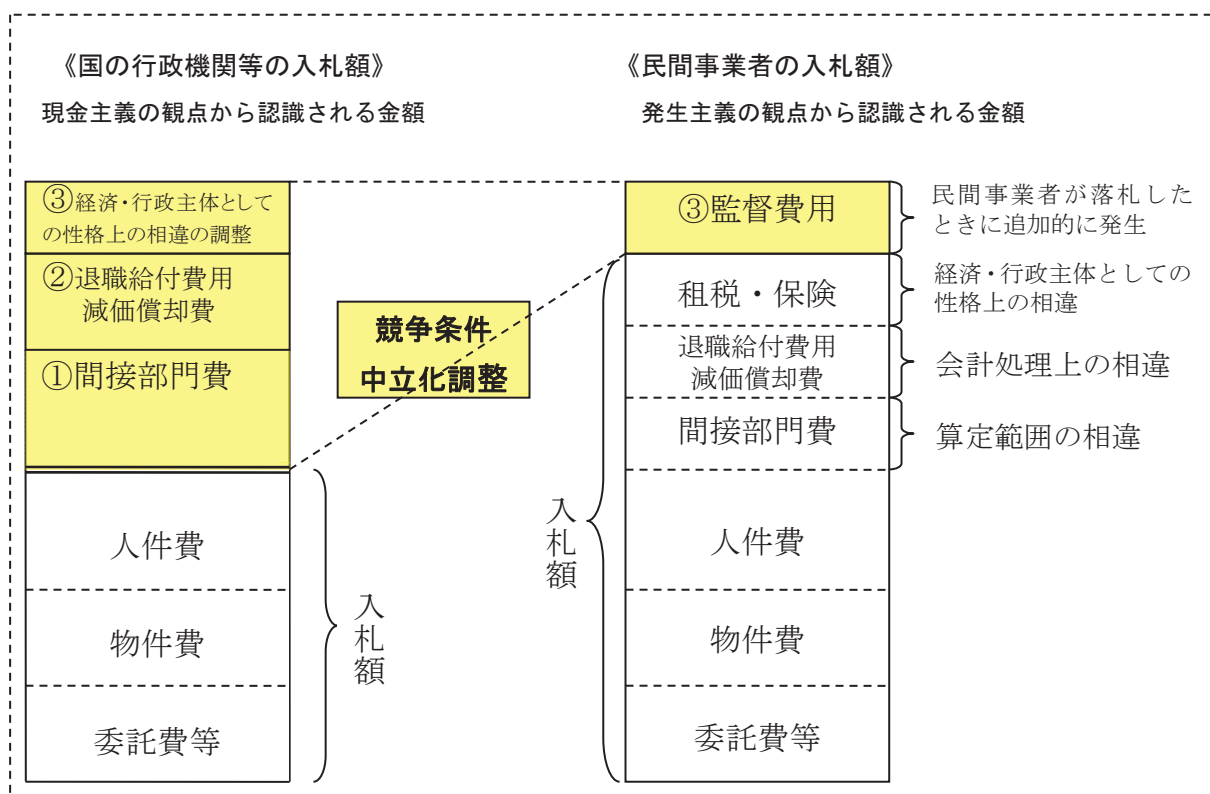 《国の行政機関等の入札額》
現金主義の観点から認識される金額
《民間事業者の入札額》
発生主義の観点から認識される金額
③経済・行政主体として
の性格上の相違の調整
②退職給付費用
減価償却費
①間接部門費
人件費
物件費
委託費等
入札額
競争条件
中立化調整
入札額
③監督費用
租税・保険
退職給付費用
減価償却費
間接部門費
人件費
物件費
委託費等
民間事業者が落札した
ときに追加的に発生
経済・行政主体としての
性格上の相違
会計処理上の相違
算定範囲の相違